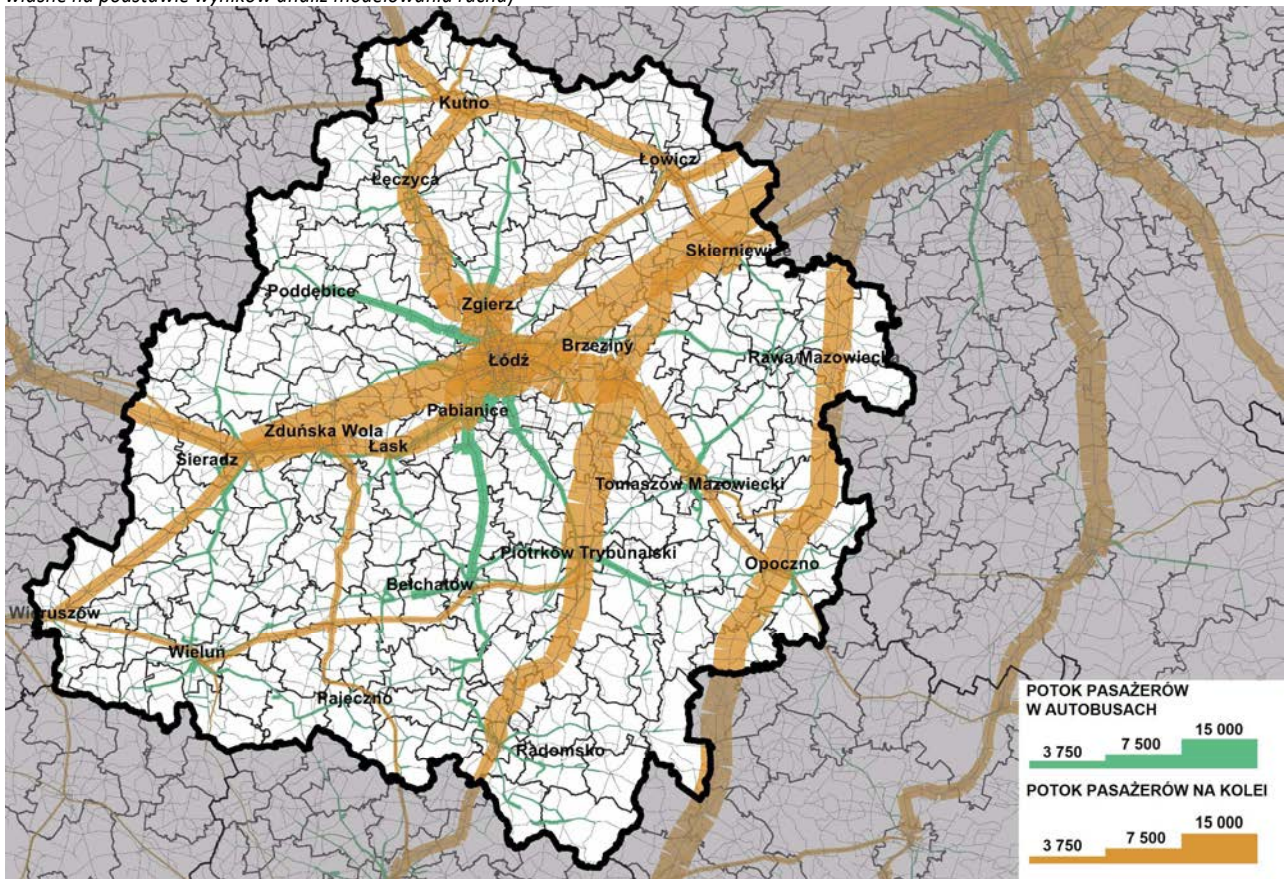 własne na podstawie wyników analiz modelowania ruchu)
Kutno
Łowicz
Łęczyca
Skierniewice
Poddębice
Zgierz
Brzeziny
Łódź
Rawa Mazowiecka
Pabianice
Zduńska Wola
Łask
Sieradz
Tomaszów Mazowiecki
Piotrków Trybunalski
Opoczno
Bełchatów
Wieruszów
Wieluń
Pajęczno
Radomsko
POTOK PASAŻERÓW
W AUTOBUSACH
3 750 7 500 15 000
POTOK PASAŻERÓW NA KOLEI
3 750 7 500 15 000